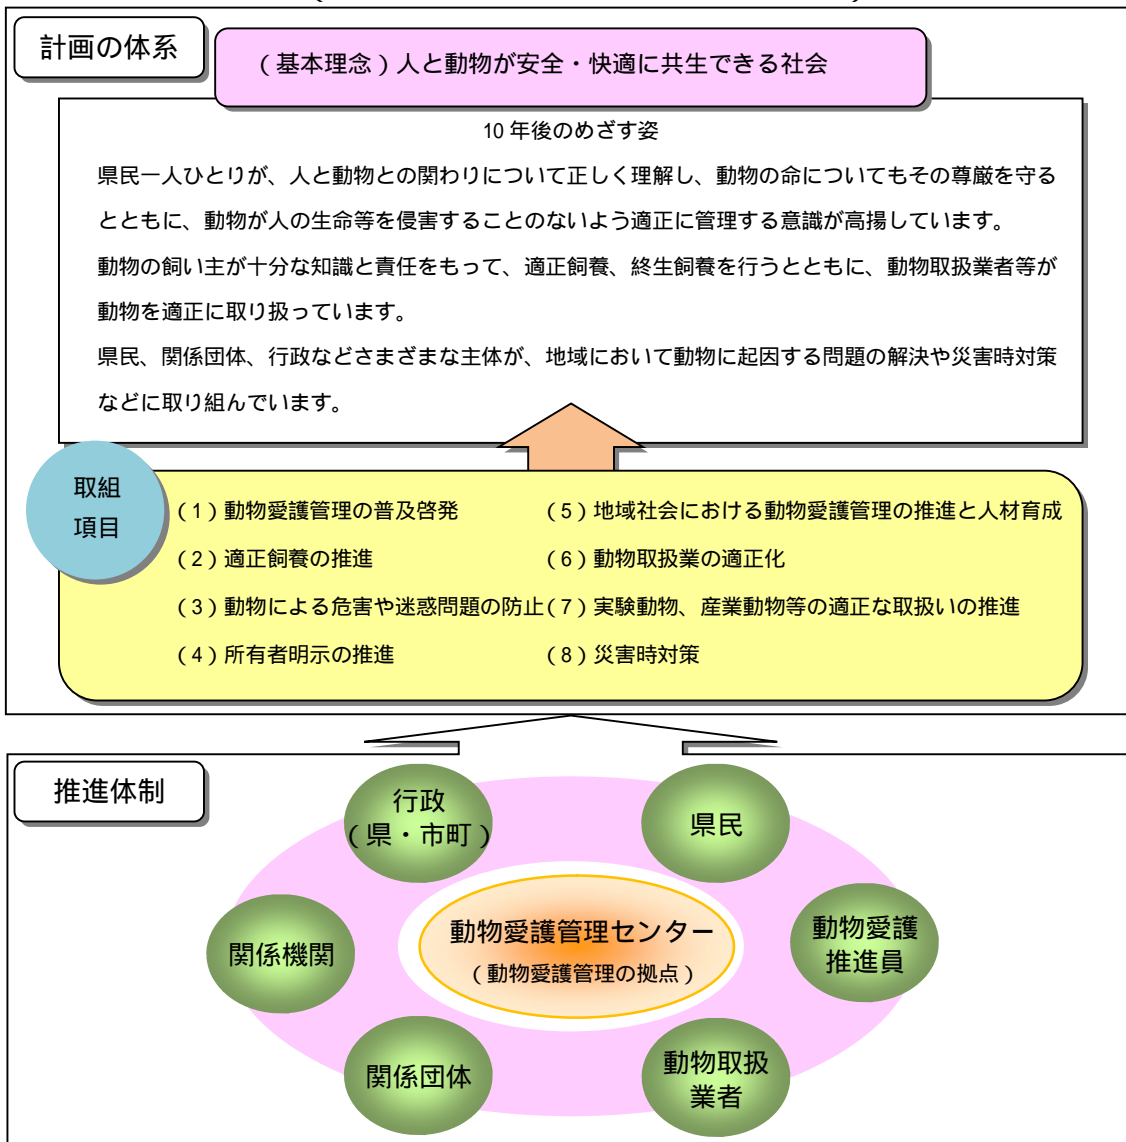 計画の体系
（基本理念）人と動物が安全・快適に共生できる社会
10 年後のめざす姿
県民一人ひとりが、人と動物との関わりについて正しく理解し、動物の命についてもその尊厳を守る
とともに、動物が人の生命等を侵害することのないよう適正に管理する意識が高揚しています。
動物の飼い主が十分な知識と責任をもって、適正飼養、終生飼養を行うとともに、動物取扱業者等が
動物を適正に取り扱っています。
県民、関係団体、行政などさまざまな主体が、地域において動物に起因する問題の解決や災害時対策
などに取り組んでいます。
取組
項目
（1）動物愛護管理の普及啓発
（2）適正飼養の推進
（3）動物による危害や迷惑問題の防止
（4）所有者明示の推進
（5）地域社会における動物愛護管理の推進と人材育成
（6）動物取扱業の適正化
（7）実験動物、産業動物等の適正な取扱いの推進
（8）災害時対策
推進体制
行政
（県・市町）
県民
関係機関
動物愛護管理センター
（動物愛護管理の拠点）
動物愛護
推進員
関係団体
動物取扱
業者